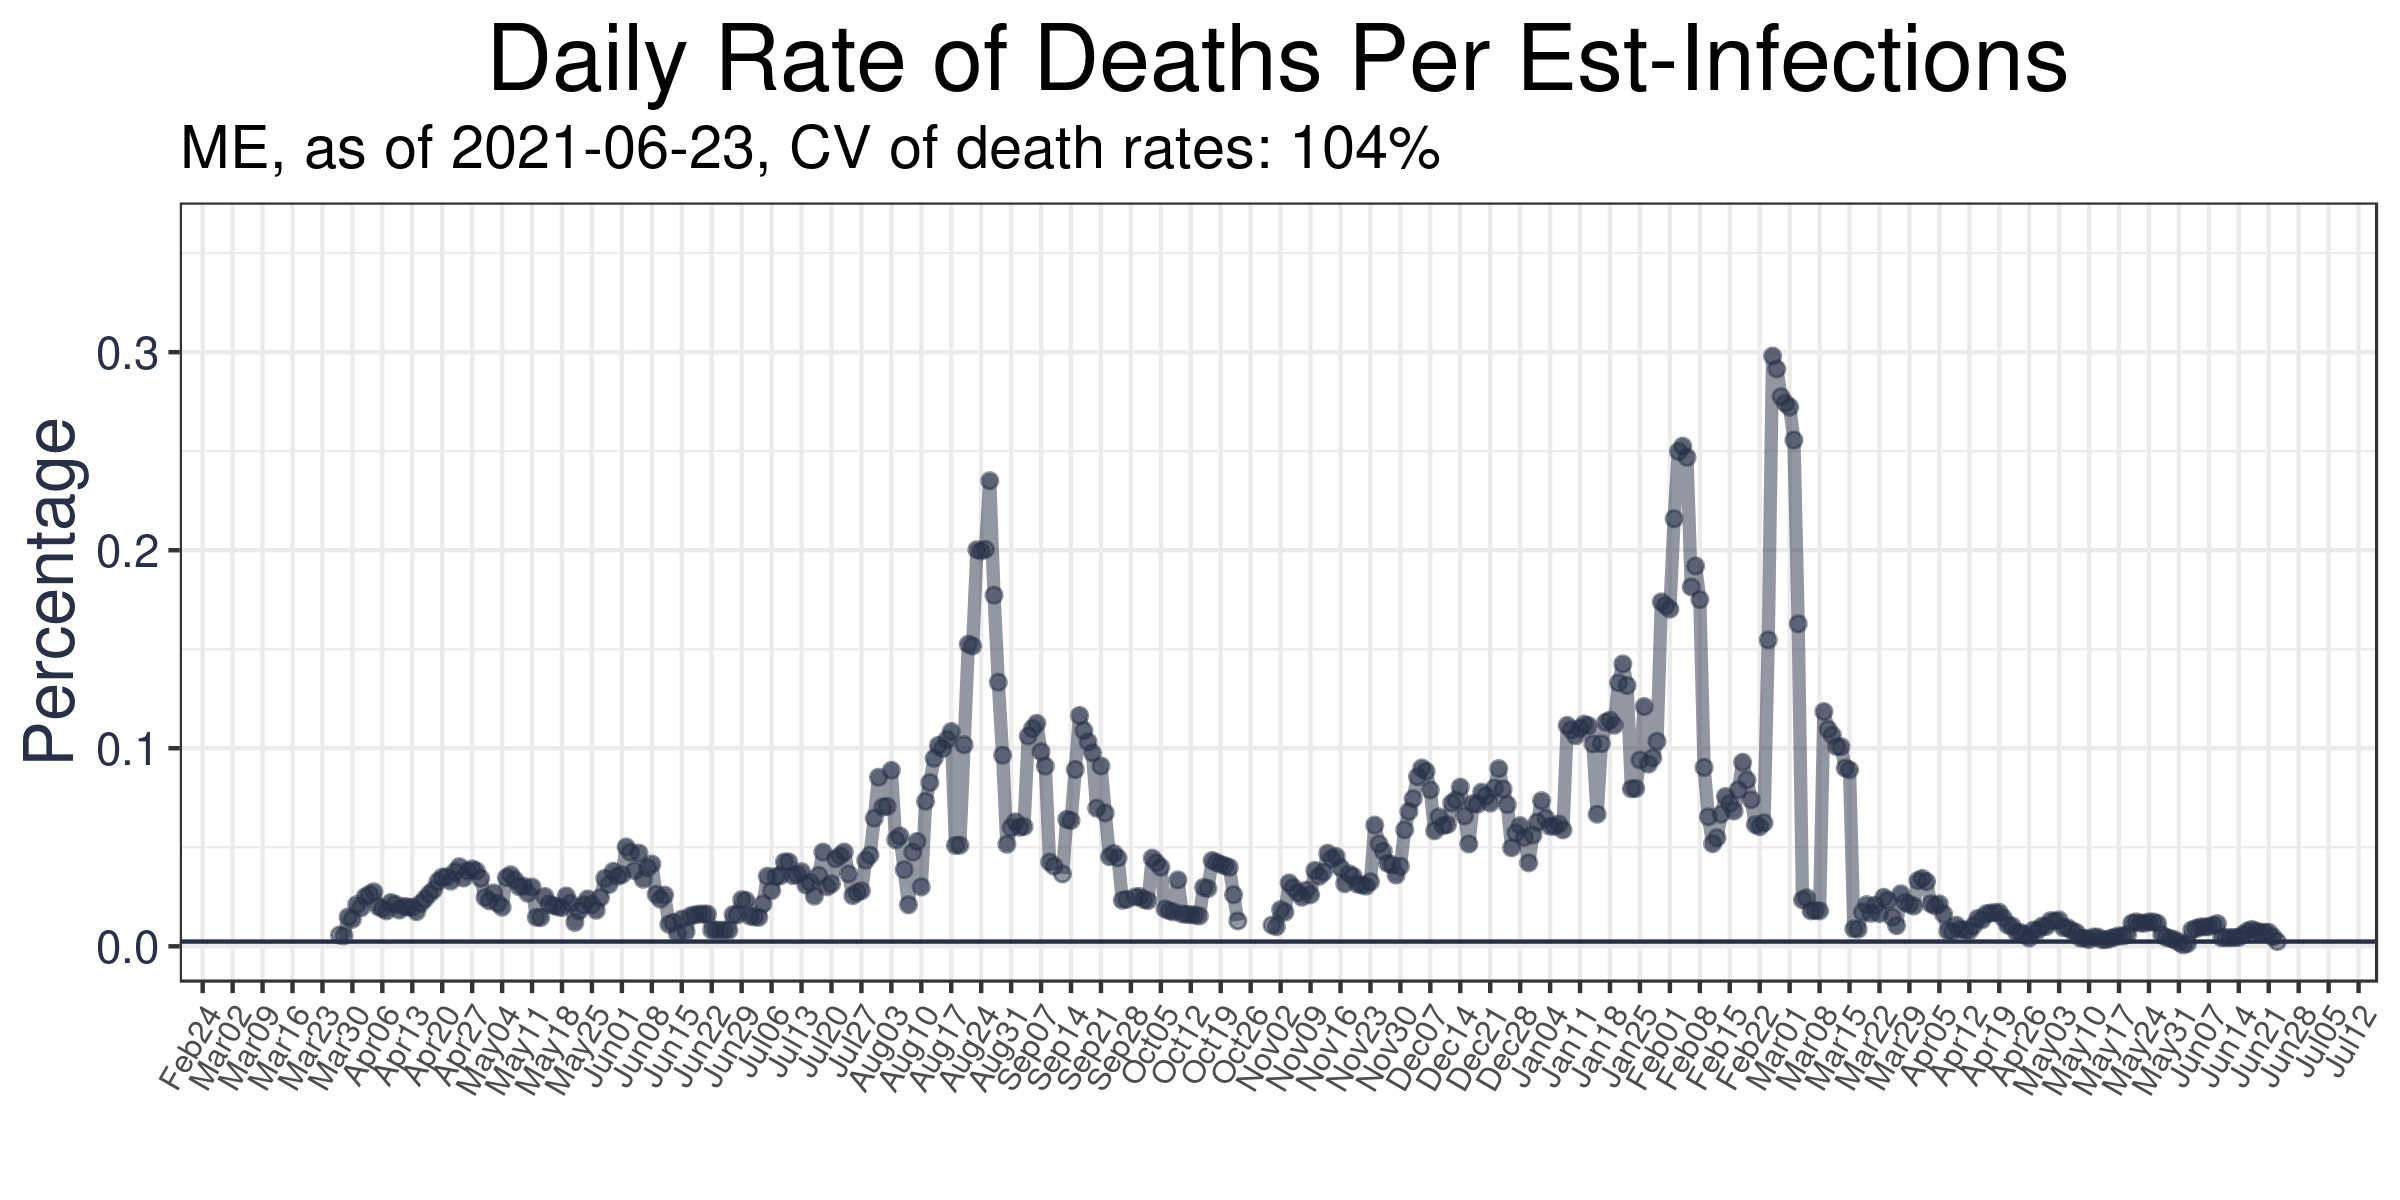 Daily Rate of Deaths Per Est-Infections
ME, as of 2021-06-23, CV of death rates: 104%
Percentage
0.3
0.2
0.1
0.0
Feb24
Mar02
Mar09
Mar16
Mar23
Mar30
Apr06
Apr13
Apr20
Apr27
May04
May11
May18
May25
Jun01
Jun08
Jun15
Jun22
Jun29
Jul06
Jul13
Jul20
Jul27
Aug03
Aug10
Aug17
Aug24
Aug31
Sep07
Sep14
Sep21
Sep28
Oct05
Oct12
Oct19
Oct26
Nov02
Nov09
Nov16
Nov23
Nov30
Dec07
Dec14
Dec21
Dec28
Jan04
Jan11
Jan18
Jan25
Feb01
Feb08
Feb15
Feb22
Mar01
Mar08
Mar15
Mar22
Mar29
Apr05
Apr12
Apr19
Apr26
May03
May10
May17
May24
May31
Jun07
Jun14
Jun21
Jun28
Jul05
Jul12